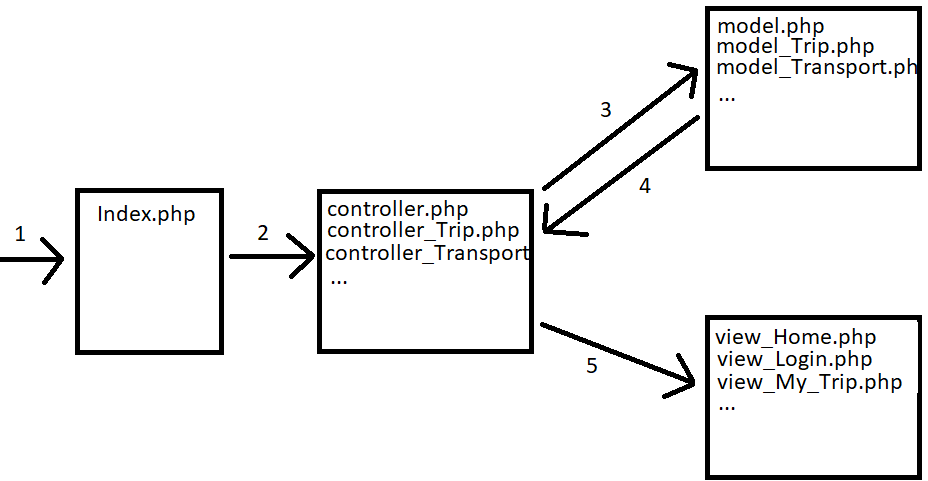 1
Index.php
2
controller.php
controller_Trip.php
controller_Transport
...
3
4
model.php
model_Trip.php
model_Transport.ph
...
5
view_Home.php
view_Login.php
view_My_Trip.php
...